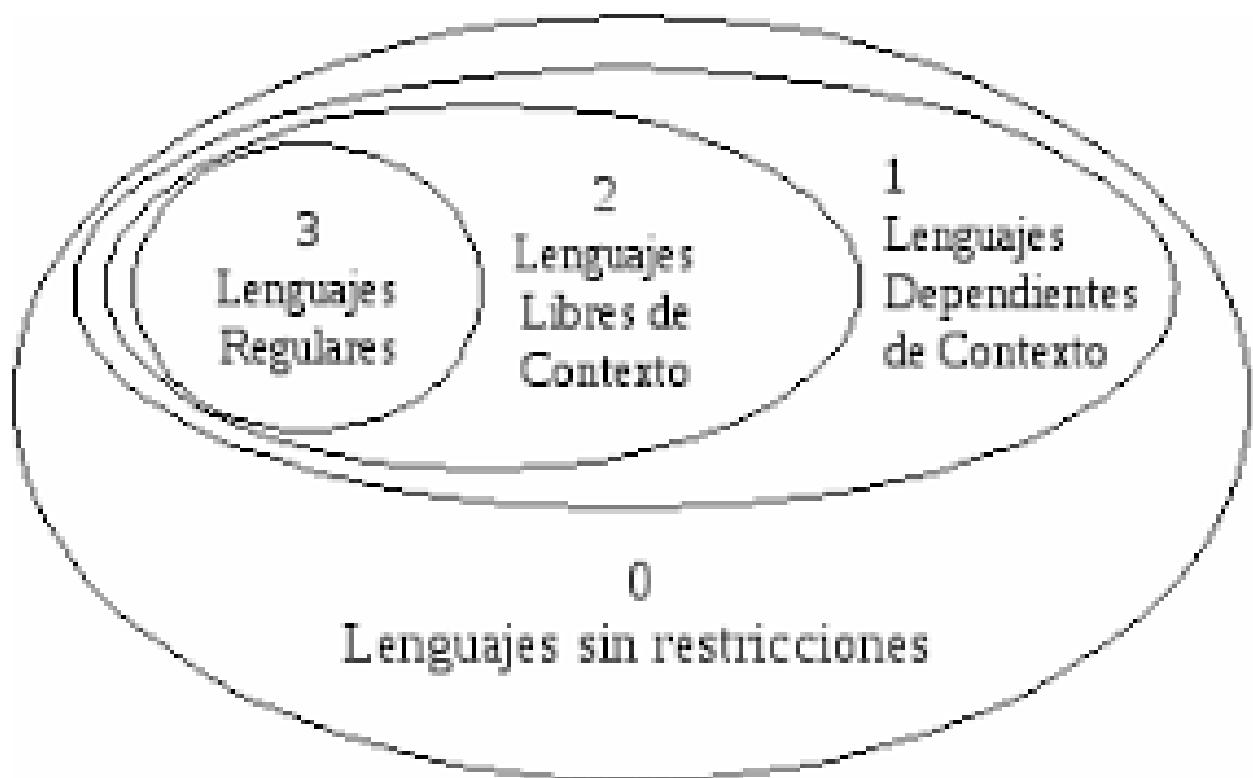 3
Lenguajes
Regulares
2
Lenguajes
Libres de
Contexto
1
Lenguajes
Dependientes
de Contexto
0
Lenguajes sin restricciones